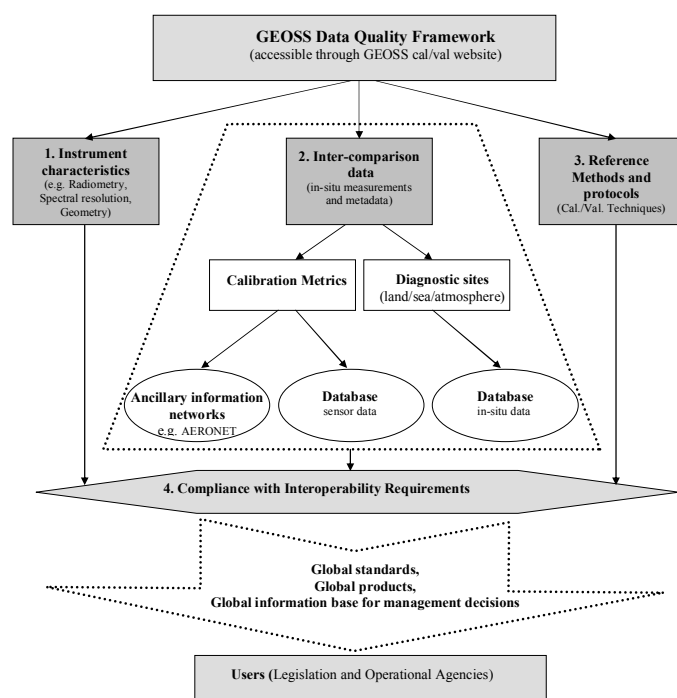 GEOSS Data Quality Framework
(accessible through GEOSS cal/val website)
1. Instrument
characteristics
(e.g. Radiometry,
Spectral resolution,
Geometry)
2. Inter-comparison
data
(in-situ measurements
and metadata)
3. Reference
Methods and
protocols
(Cal./Val. Techniques)
Calibration Metrics
Diagnostic sites
(land/sea/atmosphere)
Ancillary information
networks
e.g. AERONET
Database
sensor data
Database
in-situ data
4. Compliance with Interoperability Requirements
Global standards,
Global products,
Global information base for management decisions
Users (Legislation and Operational Agencies)